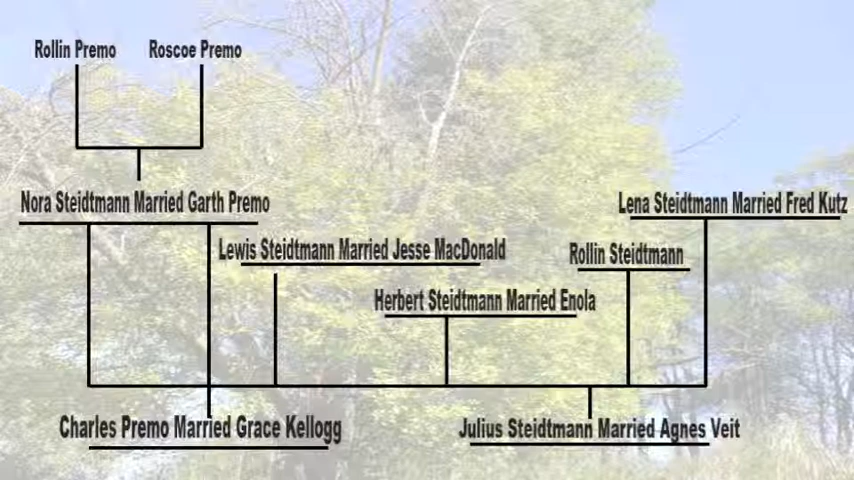 Rollin Premo
Roscoe Premo
Nora Steidtmann Married Garth Premo
Lena Steidtmann Married Fred Kutz
Lewis Steidtmann Married Jesse MacDonald
Rollin Steidtmann
Herbert Steidtmann Married Enola
Charles Premo Married Grace Kellogg
Julius Steidtmann Married Agnes Veit